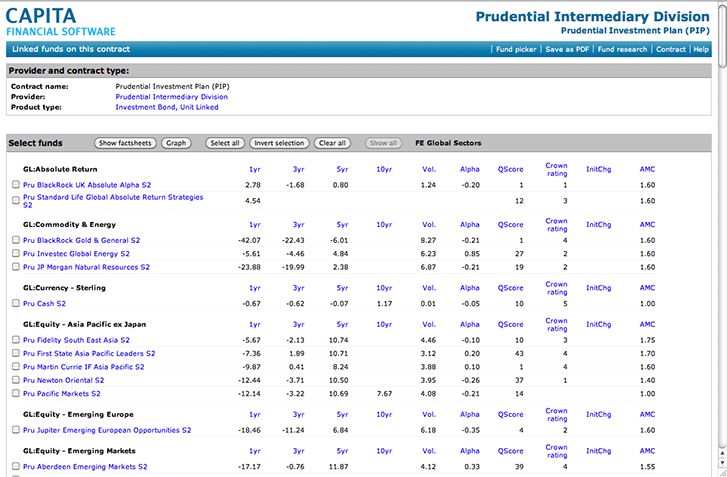 CAPITA
FINANCIAL SOFTWARE
Prudential Intermediary Division
Prudential Investment Plan (PIP)
Linked funds on this contract | Fund picker | Save as PDF | Fund research | Contract | Help
Provider and contract type:
Contract name: Prudential Investment Plan (PIP)
Provider: Prudential Intermediary Division
Product type: Investment Bond, Unit Linked
Select funds Show factsheets Graph Select all Invert selection Clear all Show all FE Global Sectors
GL:Absolute Return 1yr 3yr 5yr 10yr Vol. Alpha QScore Crown rating InitChg AMC
Pru BlackRock UK Absolute Alpha S2 2.78 -1.68 0.80 1.24 -0.20 1 1 1.60
Pru Standard Life Global Absolute Return Strategies
S2 4.54 12 3 1.60
GL:Commodity & Energy 1yr 3yr 5yr 10yr Vol. Alpha QScore Crown rating InitChg AMC
Pru BlackRock Gold & General S2 -42.07 -22.43 -6.01 8.27 -0.21 1 4 1.60
Pru Investec Global Energy S2 -5.61 -4.46 4.84 6.23 0.85 27 2 1.60
Pru JP Morgan Natural Resources S2 -23.88 -19.99 2.38 6.87 -0.21 19 2 1.60
GL:Currency - Sterling 1yr 3yr 5yr 10yr Vol. Alpha QScore Crown rating InitChg AMC
Pru Cash S2 -0.67 -0.62 -0.07 1.17 0.01 -0.05 10 5 1.00
GL:Equity - Asia Pacific ex Japan 1yr 3yr 5yr 10yr Vol. Alpha QScore Crown rating InitChg AMC
Pru Fidelity South East Asia S2 -5.67 -2.13 10.74 4.46 -0.10 10 3 1.75
Pru First State Asia Pacific Leaders S2 -7.36 1.89 10.71 3.12 0.20 43 4 1.70
Pru Martin Currie IF Asia Pacific S2 -9.87 0.41 8.24 3.88 0.10 1 4 1.60
Pru Newton Oriental S2 -12.44 -3.71 10.50 3.95 -0.26 37 1 1.40
Pru Pacific Markets S2 -12.14 -3.22 10.69 7.67 4.08 -0.21 14 1.00
GL:Equity - Emerging Europe 1yr 3yr 5yr 10yr Vol. Alpha QScore Crown rating InitChg AMC
Pru Jupiter Emerging European Opportunities S2 -18.46 -11.24 6.84 6.18 -0.35 4 2 1.60
GL:Equity - Emerging Markets 1yr 3yr 5yr 10yr Vol. Alpha QScore Crown rating InitChg AMC
Pru Aberdeen Emerging Markets S2 -17.17 -0.76 11.87 4.12 0.33 39 4 1.55